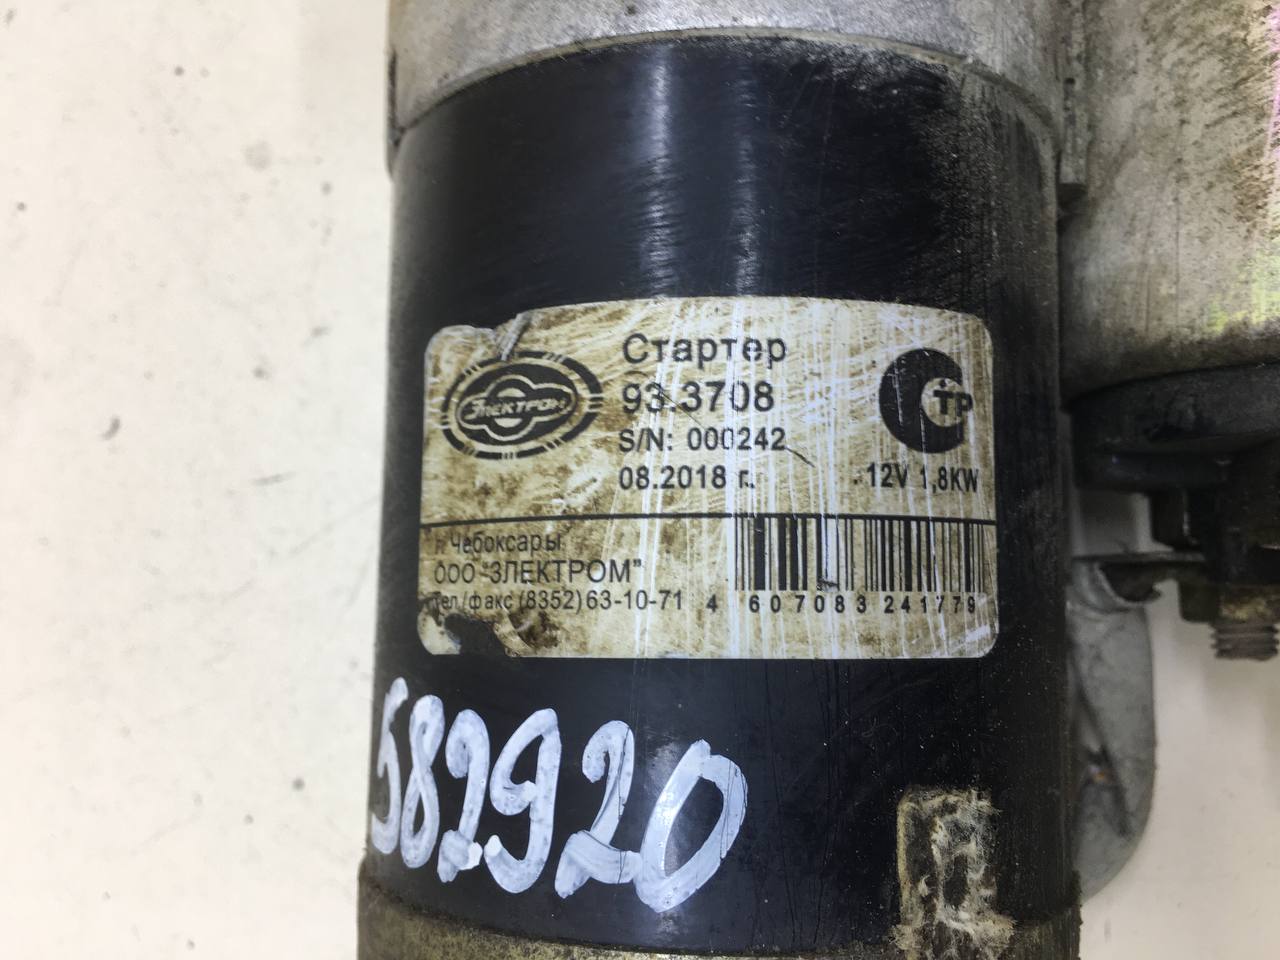 Электром
Стартер
93.3708
S/N: 000242
08.2018 г.
ТР
12V 1,8KW
г. Чебоксары
ООО "ЭЛЕКТРОМ"
Тел./факс (8352)63-10-71
4 607083 241779
582920